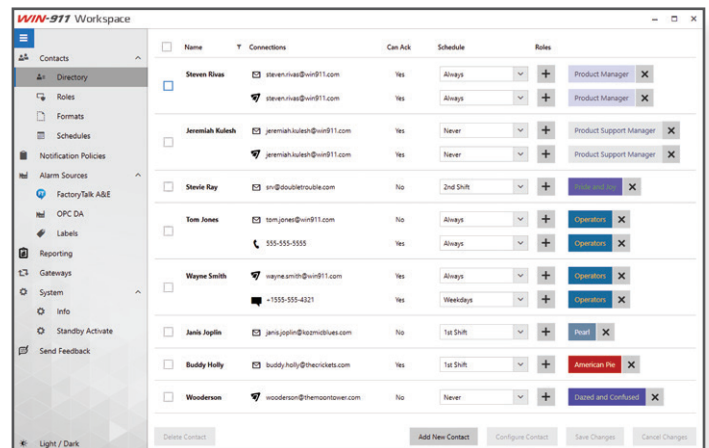 WIN-911 Workspace
Contacts
Directory
Roles
Formats
Schedules
Notification Policies
Alarm Sources
FactoryTalk A&E
OPC DA
Labels
Reporting
Gateways
System
Info
Standby Activate
Send Feedback
Light / Dark
Name Connections Can Ack Schedule Roles
Steven Rivas steven.rivas@win911.com Yes Always + Product Manager X
steven.rivas@win911.com Yes Always + Product Manager X
Jeremiah Kulesh jeremiah.kulesh@win911.com Yes Never + Product Support Manager X
jeremiah.kulesh@win911.com Yes Never + Product Support Manager X
Stevie Ray srv@doubletrouble.com No 2nd Shift + Pride and Joy X
Tom Jones tom.jones@win911.com No Always + Operators X
555-555-5555 Yes Always + Operators X
Wayne Smith wayne.smith@win911.com Yes Always + Operators X
+1555-555-4321 Yes Weekdays + Operators X
Janis Joplin janis.joplin@kozmicblues.com No 1st Shift + Pearl X
Buddy Holly buddy.holly@thecrickets.com Yes 1st Shift + American Pie X
Wooderson wooderson@themoontower.com No Never + Dazed and Confused X
Delete Contact Add New Contact Configure Contact Save Changes Cancel Changes